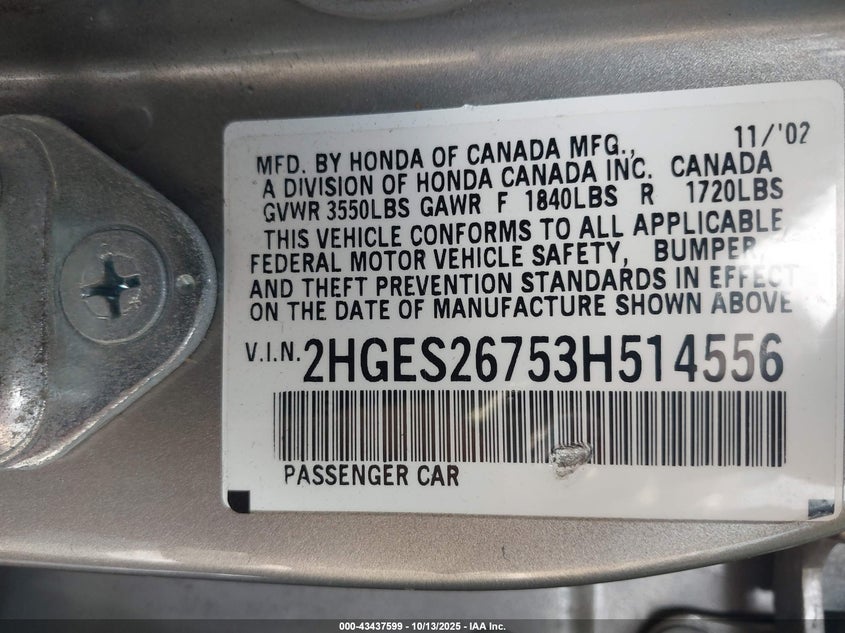 11/'02
MFD. BY HONDA OF CANADA MFG.,
A DIVISION OF HONDA CANADA INC. CANADA
GVWR 3550LBS GAWR F 1840LBS R 1720LBS
THIS VEHICLE CONFORMS TO ALL APPLICABLE,
FEDERAL MOTOR VEHICLE SAFETY, BUMPER,
AND THEFT PREVENTION STANDARDS IN EFFECT
ON THE DATE OF MANUFACTURE SHOWN ABOVE
V.I.N. 2HGES26753H514556
PASSENGER CAR
000-43437599 - 10/13/2025 - IAA Inc.